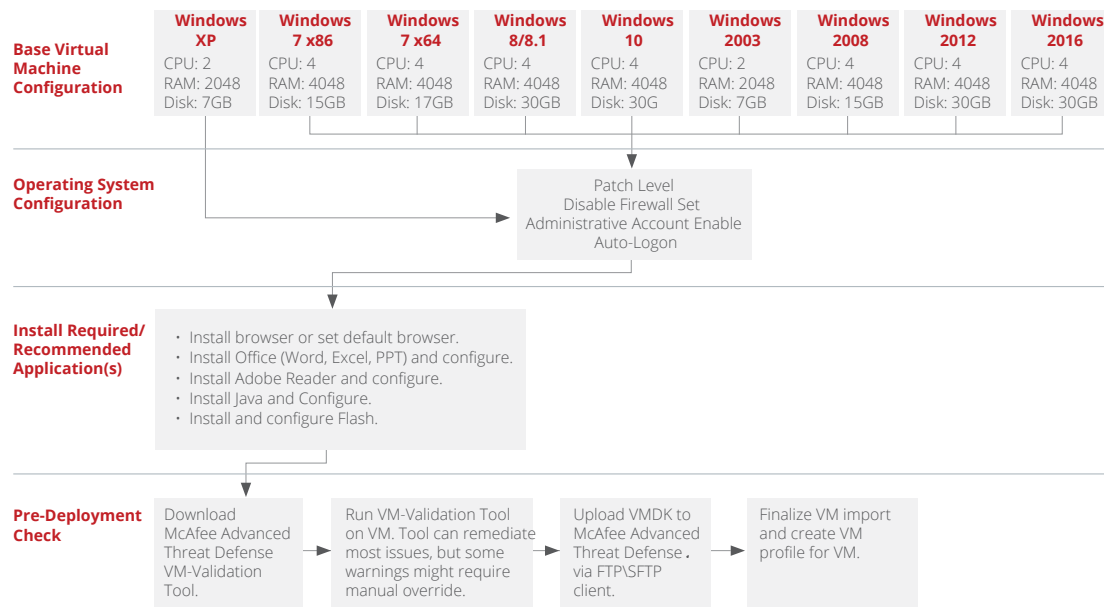 Base Virtual
Machine
Configuration
Windows
XP
CPU: 2
RAM: 2048
Disk: 7GB
Windows
7 x86
CPU: 4
RAM: 4048
Disk: 15GB
Windows
7 x64
CPU: 4
RAM: 4048
Disk: 17GB
Windows
8/8.1
CPU: 4
RAM: 4048
Disk: 30GB
Windows
10
CPU: 4
RAM: 4048
Disk: 30G
Windows
2003
CPU: 2
RAM: 2048
Disk: 7GB
Windows
2008
CPU: 4
RAM: 4048
Disk: 15GB
Windows
2012
CPU: 4
RAM: 4048
Disk: 30GB
Windows
2016
CPU: 4
RAM: 4048
Disk: 30GB
Operating System
Configuration
Patch Level
Disable Firewall Set
Administrative Account Enable
Auto-Logon
Install Required/
Recommended
Application(s)
· Install browser or set default browser.
· Install Office (Word, Excel, PPT) and configure.
· Install Adobe Reader and configure.
· Install Java and Configure.
· Install and configure Flash.
Pre-Deployment
Check
Download
McAfee Advanced
Threat Defense
VM-Validation
Tool.
Run VM-Validation Tool
on VM. Tool can remediate
most issues, but some
warnings might require
manual override.
Upload VMDK to
McAfee Advanced
Threat Defense.
via FTP\SFTP
client.
Finalize VM import
and create VM
profile for VM.